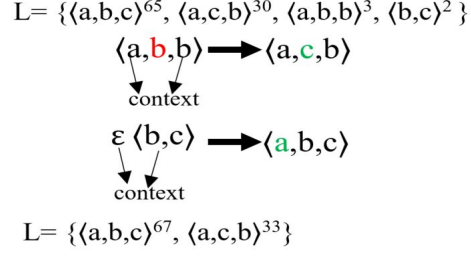 L= {⟨a,b,c⟩⁶⁵, ⟨a,c,b⟩³⁰, ⟨a,b,b⟩³, ⟨b,c⟩² }
⟨a,b,b⟩ ➔ ⟨a,c,b⟩
context
ε ⟨b,c⟩ ➔ ⟨a,b,c⟩
context
L= {⟨a,b,c⟩⁶⁷, ⟨a,c,b⟩³³}